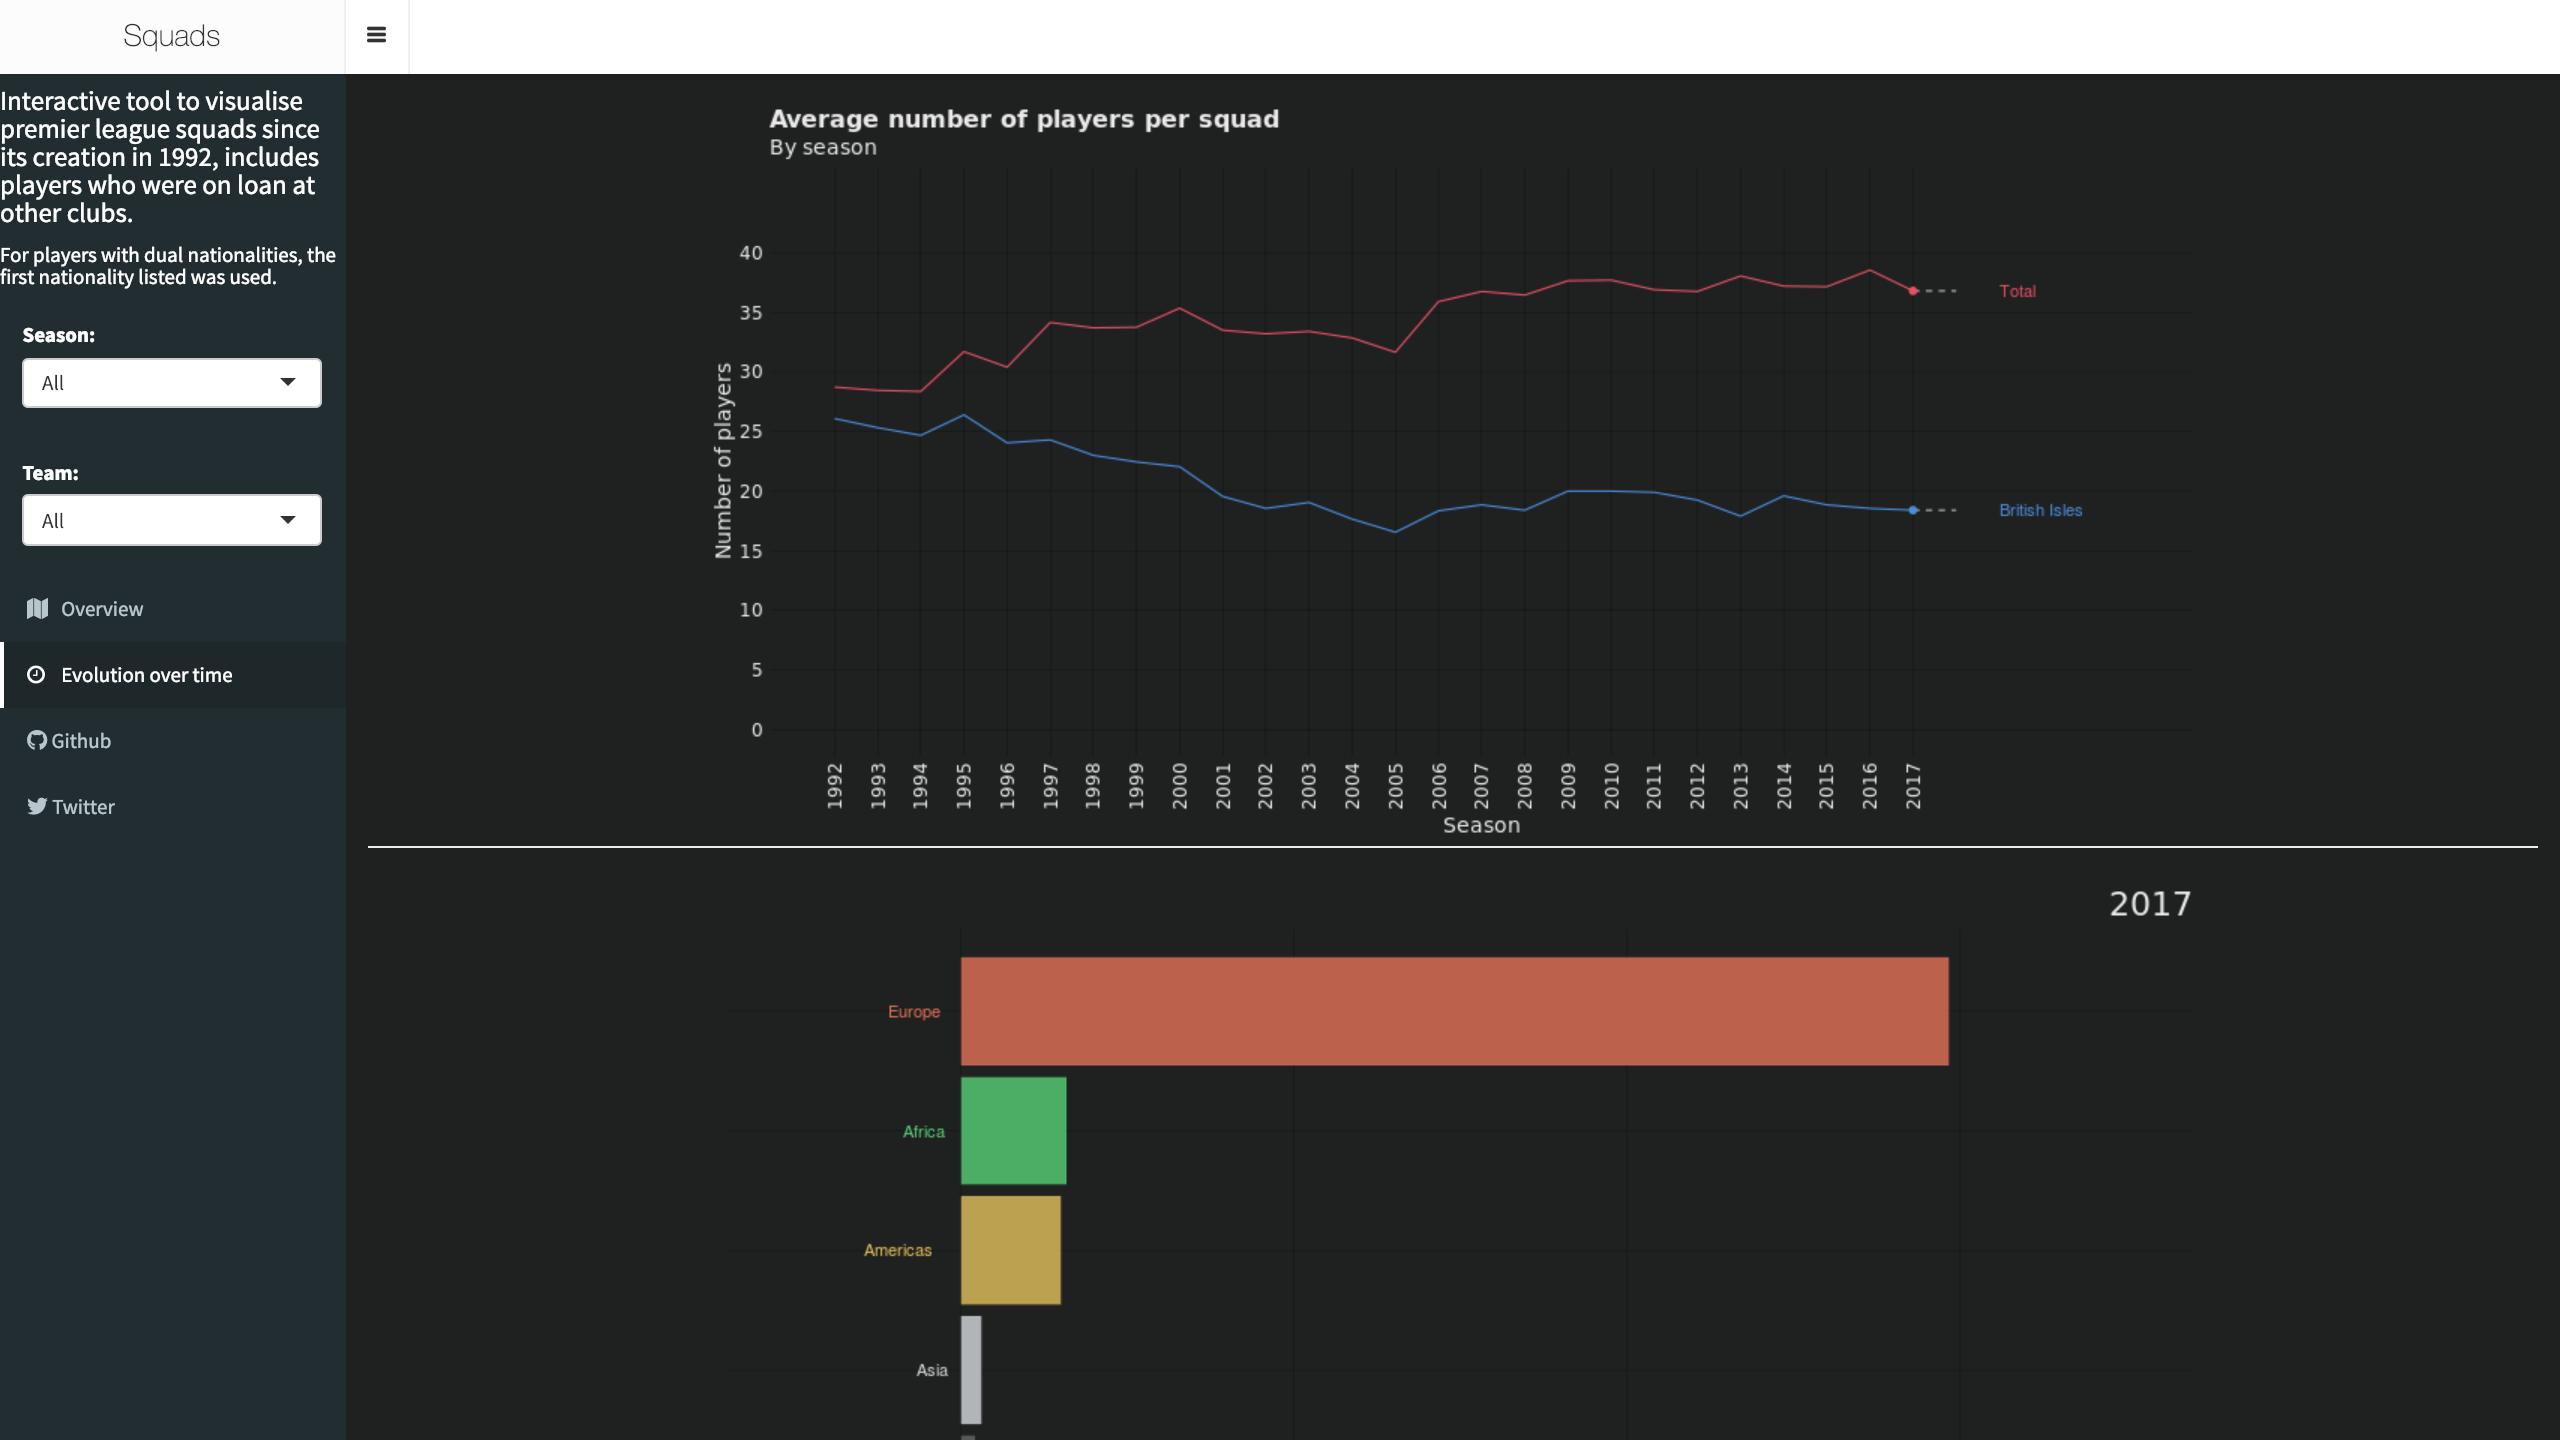 Squads
Interactive tool to visualise
premier league squads since
its creation in 1992, includes
players who were on loan at
other clubs.
For players with dual nationalities, the
first nationality listed was used.
Season:
All
Team:
All
Overview
Evolution over time
Github
Twitter
Average number of players per squad
By season
Number of players
40
35
30
25
20
15
10
5
0
Total
British Isles
1992
1993
1994
1995
1996
1997
1998
1999
2000
2001
2002
2003
2004
2005
2006
2007
2008
2009
2010
2011
2012
2013
2014
2015
2016
2017
Season
2017
Europe
Africa
Americas
Asia